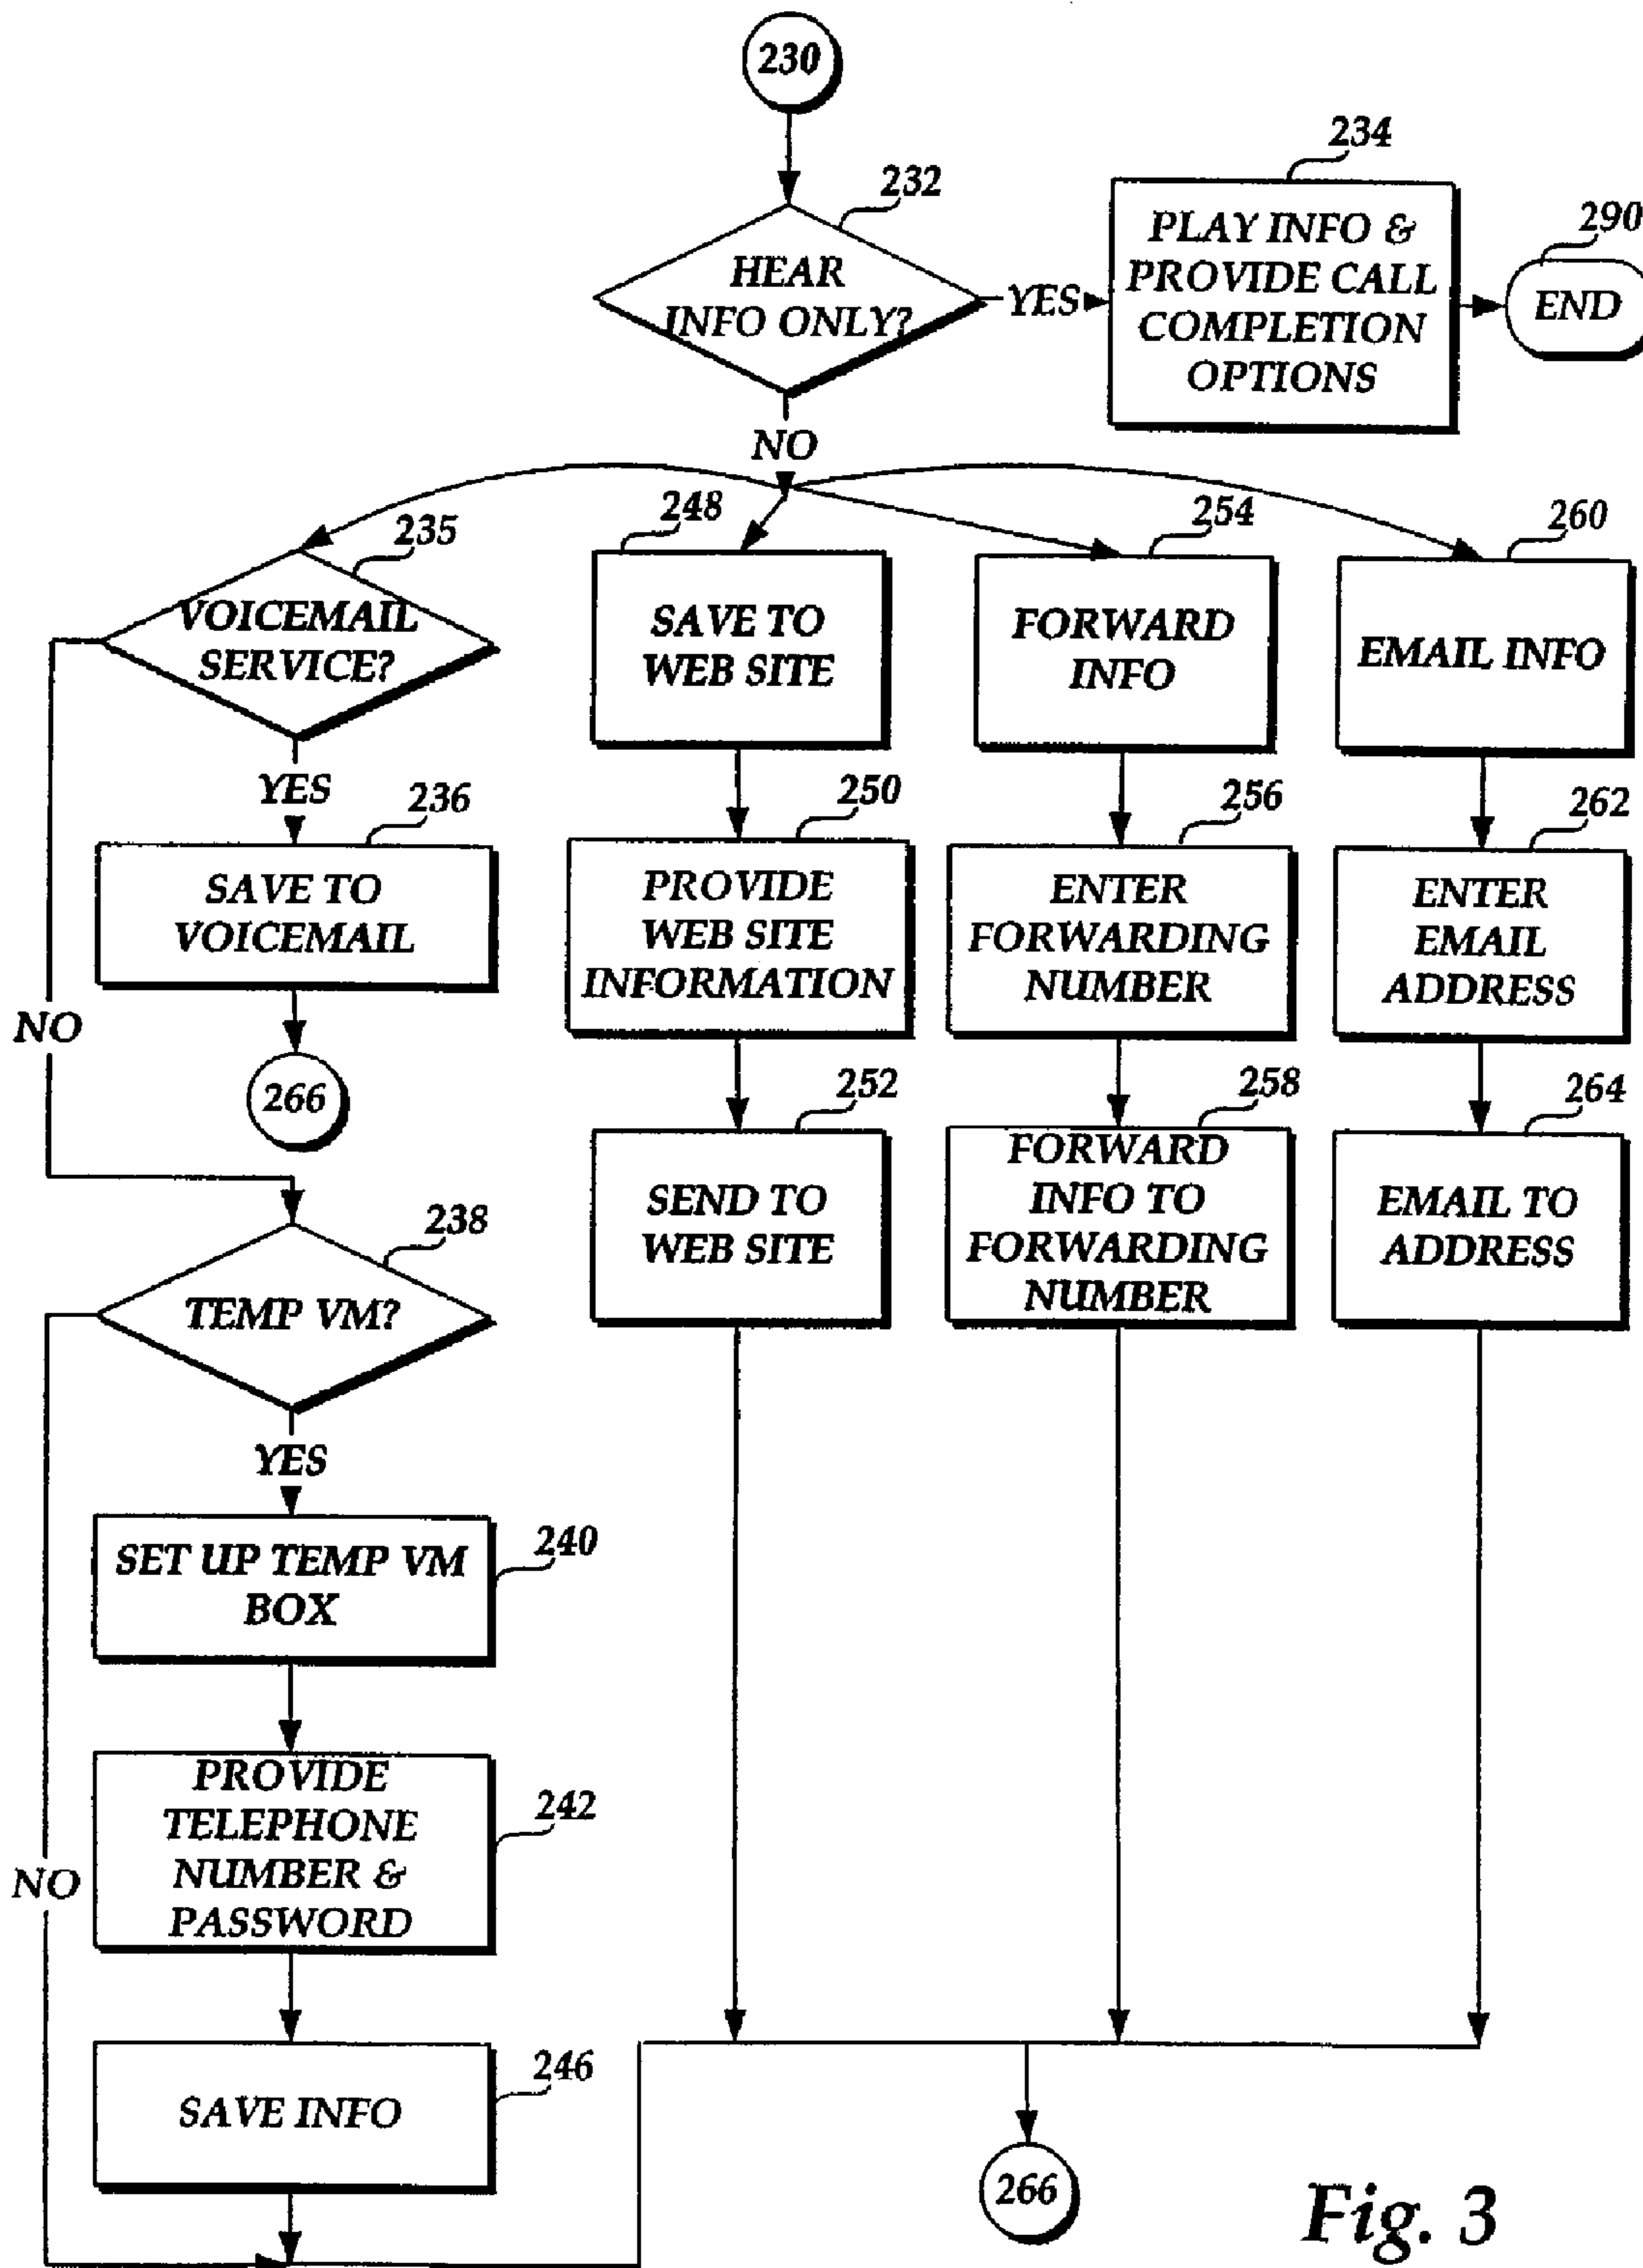 230
232
234
290
HEAR
INFO ONLY?
YES
PLAY INFO &
PROVIDE CALL
COMPLETION
OPTIONS
END
NO
235
VOICEMAIL
SERVICE?
YES
236
SAVE TO
VOICEMAIL
266
NO
238
TEMP VM?
YES
240
SET UP TEMP VM
BOX
242
PROVIDE
TELEPHONE
NUMBER &
PASSWORD
NO
246
SAVE INFO
248
SAVE TO
WEB SITE
250
PROVIDE
WEB SITE
INFORMATION
252
SEND TO
WEB SITE
254
FORWARD
INFO
256
ENTER
FORWARDING
NUMBER
258
FORWARD
INFO TO
FORWARDING
NUMBER
260
EMAIL INFO
262
ENTER
EMAIL
ADDRESS
264
EMAIL TO
ADDRESS
266
Fig. 3